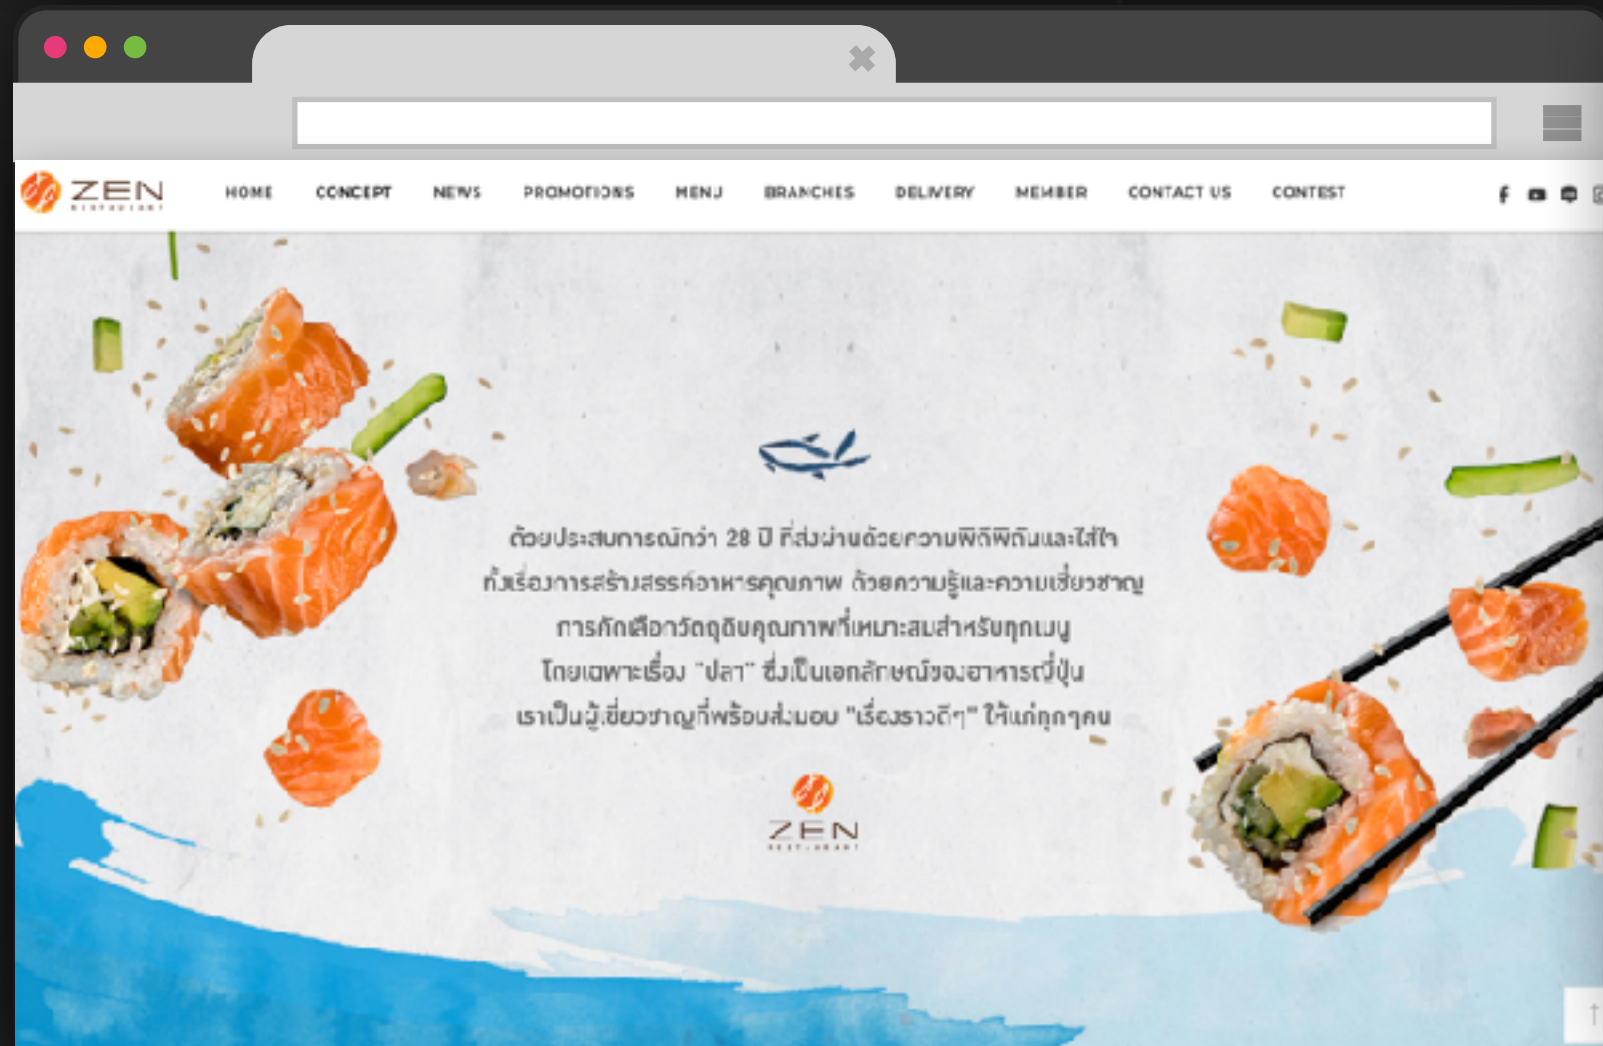 ZEN
RESTAURANT
HOME CONCEPT NEWS PROMOTIONS MENU BRANCHES DELIVERY MEMBER CONTACT US CONTEST
ด้วยประสบการณ์กว่า 28 ปี ที่ส่งผ่านด้วยความพิถีพิถันและใส่ใจ
ทั้งเรื่องการสร้างสรรค์อาหารคุณภาพ ด้วยความรู้และความเชี่ยวชาญ
การคัดเลือกวัตถุดิบคุณภาพที่เหมาะสมสำหรับทุกเมนู
โดยเฉพาะเรื่อง "ปลา" ซึ่งเป็นเอกลักษณ์ของอาหารญี่ปุ่น
เราเป็นผู้เชี่ยวชาญที่พร้อมส่งมอบ "เรื่องราวดีๆ" ให้แก่ทุกๆคน
ZEN
RESTAURANT